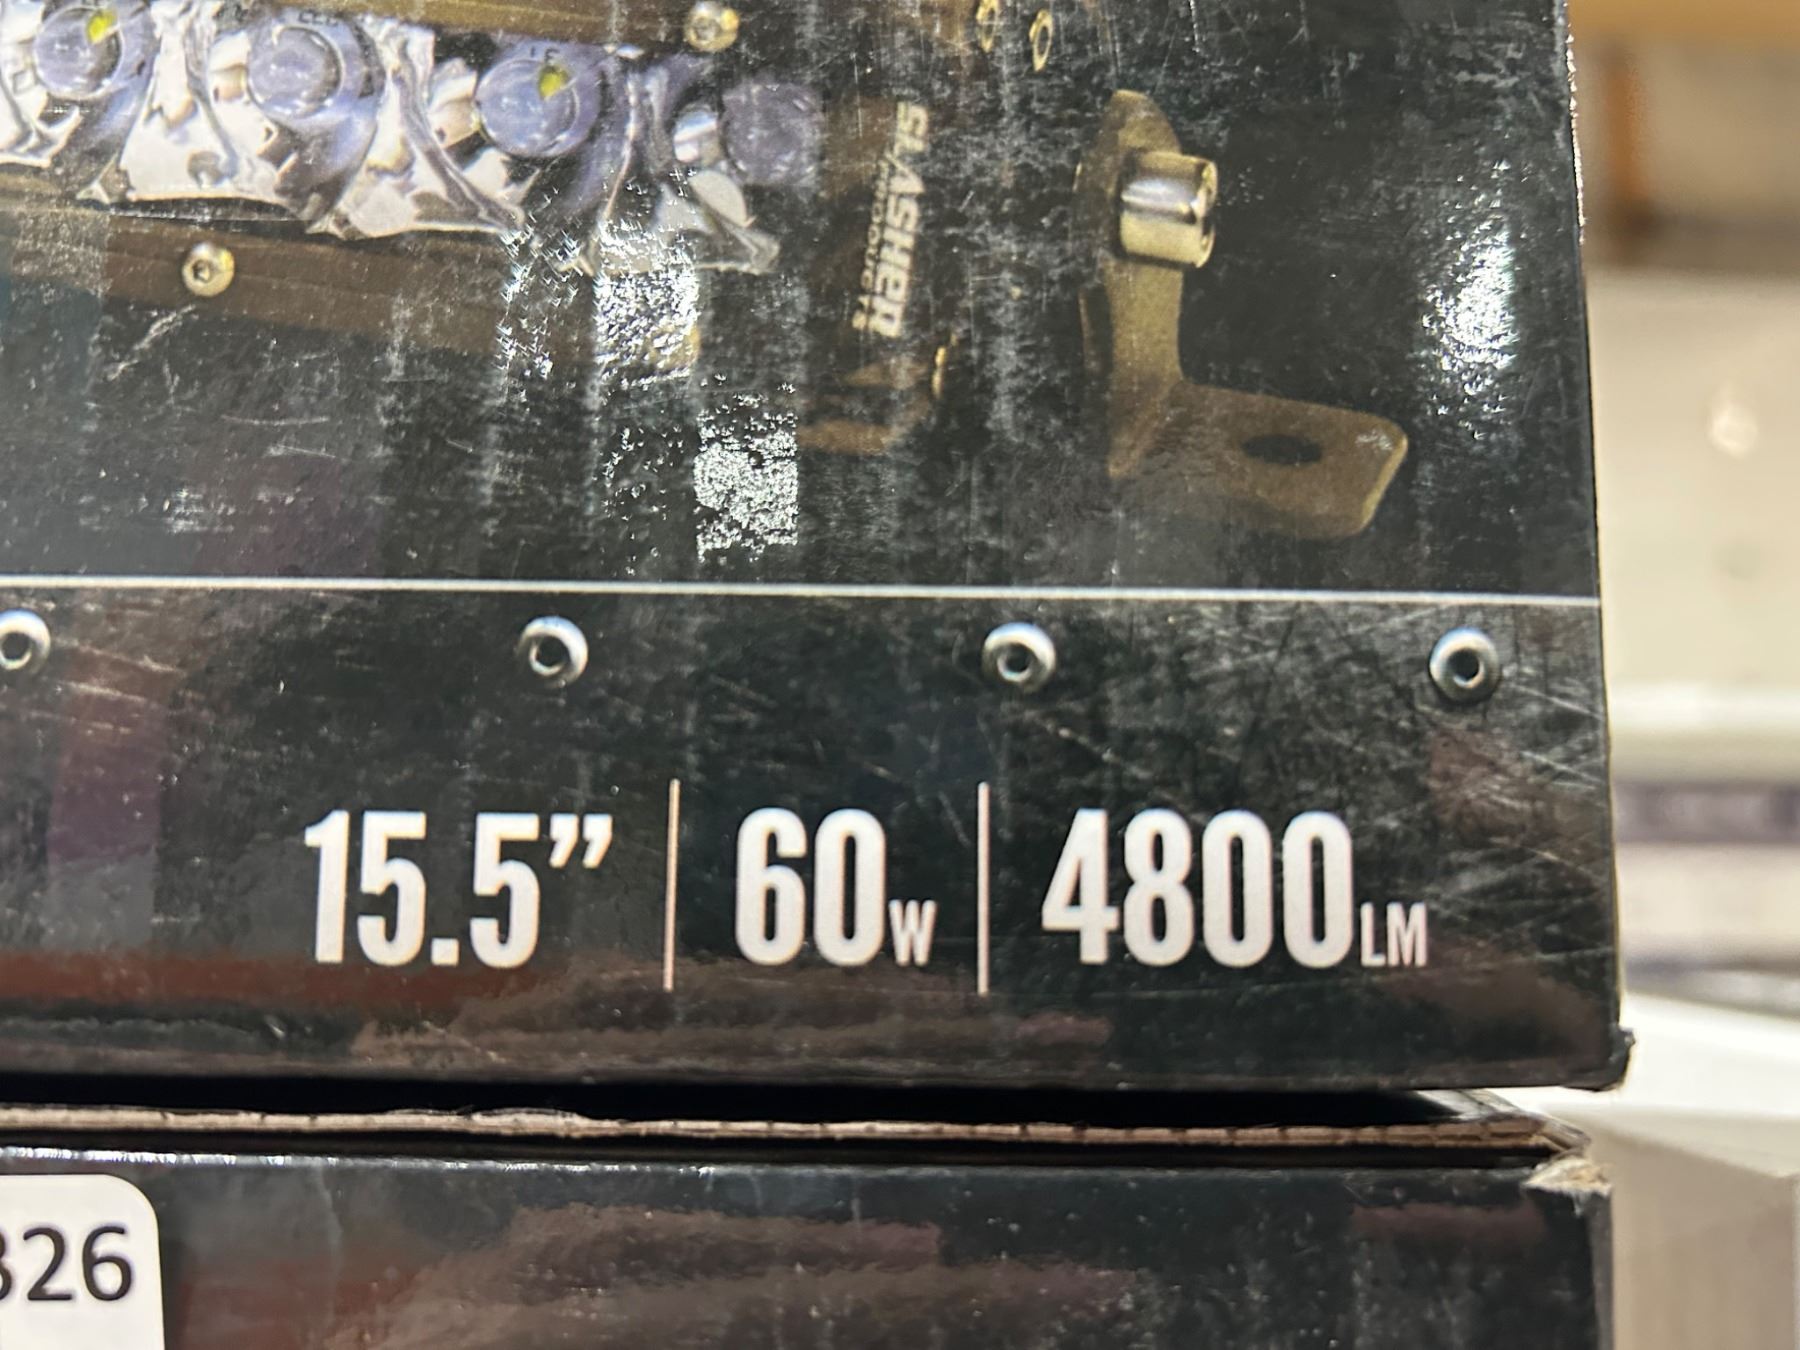 SLASHER
15.5” | 60W | 4800LM
326